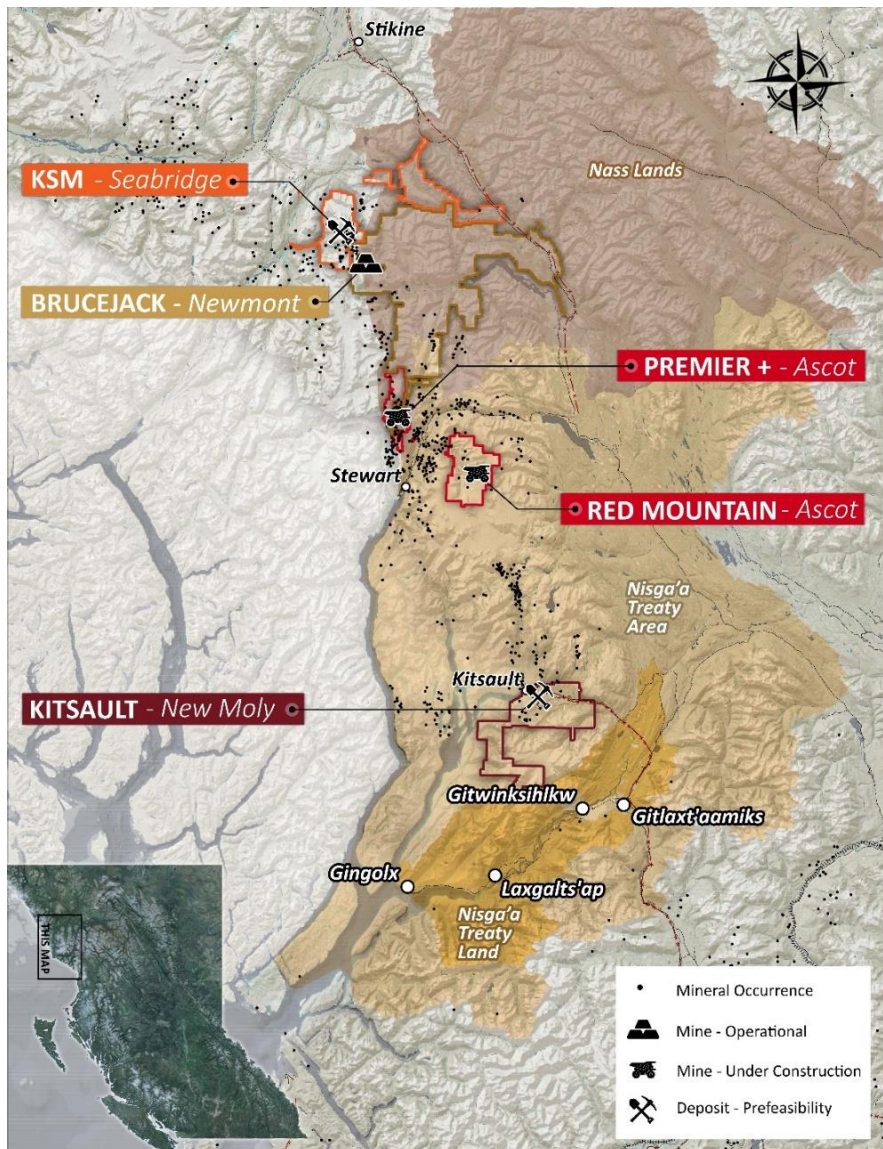 Stikine
Nass Lands
KSM - Seabridge
BRUCEJACK - Newmont
PREMIER + - Ascot
Stewart
RED MOUNTAIN - Ascot
Nisga'a
Treaty
Area
Kitsault
KITSAULT - New Moly
Gitwinksihlkw
Gitlaxt'aamiks
Gingolx
Laxgalts'ap
Nisga'a
Treaty
Land
THIS MAP
Mineral Occurrence
Mine - Operational
Mine - Under Construction
Deposit - Prefeasibility